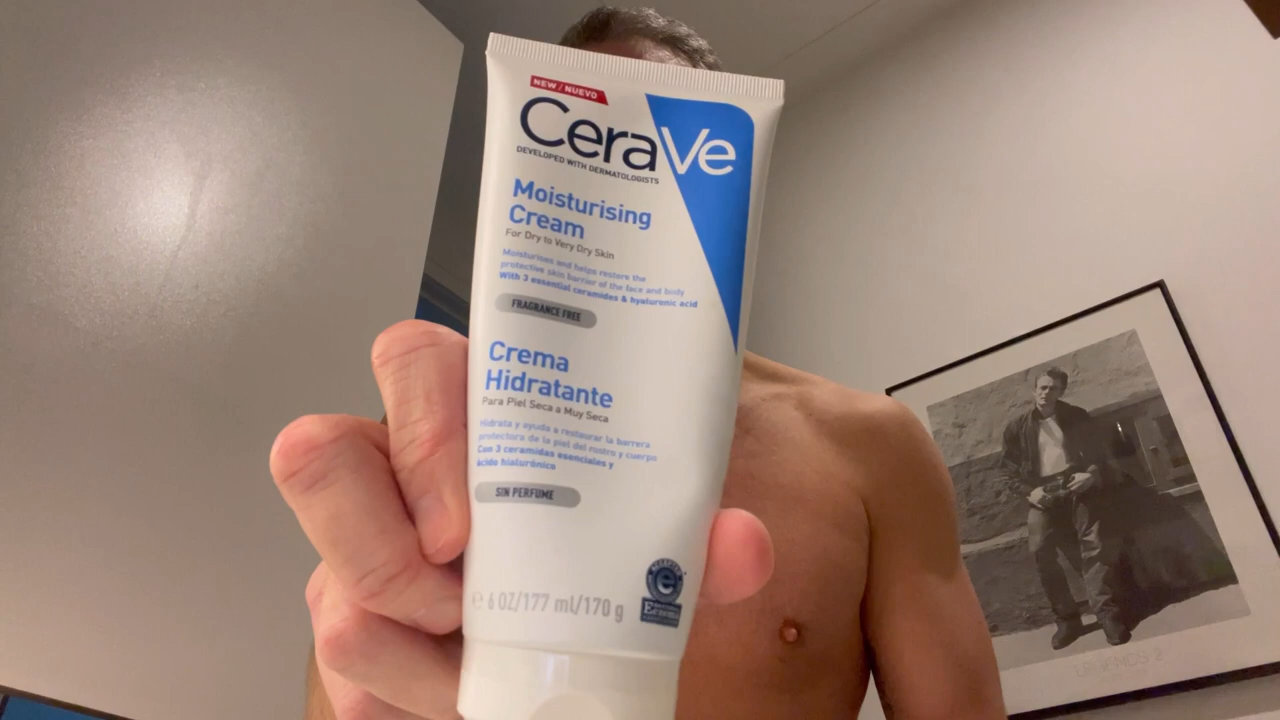 NEW / NUEVO
CeraVe
DEVELOPED WITH DERMATOLOGISTS
Moisturising
Cream
For Dry to Very Dry Skin
Moisturises and helps restore the
protective skin barrier of the face and body
With 3 essential ceramides & hyaluronic acid
FRAGRANCE FREE
Crema
Hidratante
Para Piel Seca a Muy Seca
Hidrata y ayuda a restaurar la barrera
protectora de la piel del rostro y cuerpo
Con 3 ceramidas esenciales y
ácido hialurónico
SIN PERFUME
℮ 6 OZ/177 ml/170 g
ACCEPTED
Eczema